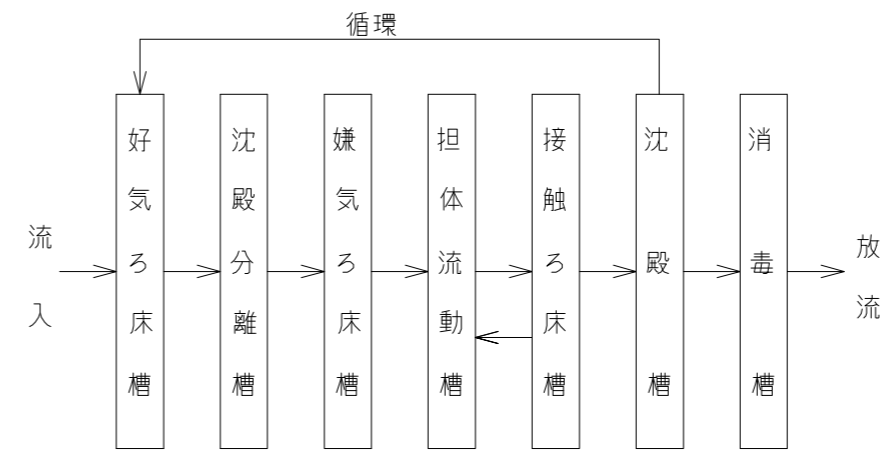 循環
流入
好気ろ床槽
沈殿分離槽
嫌気ろ床槽
担体流動槽
接触ろ床槽
沈殿槽
消毒槽
放流